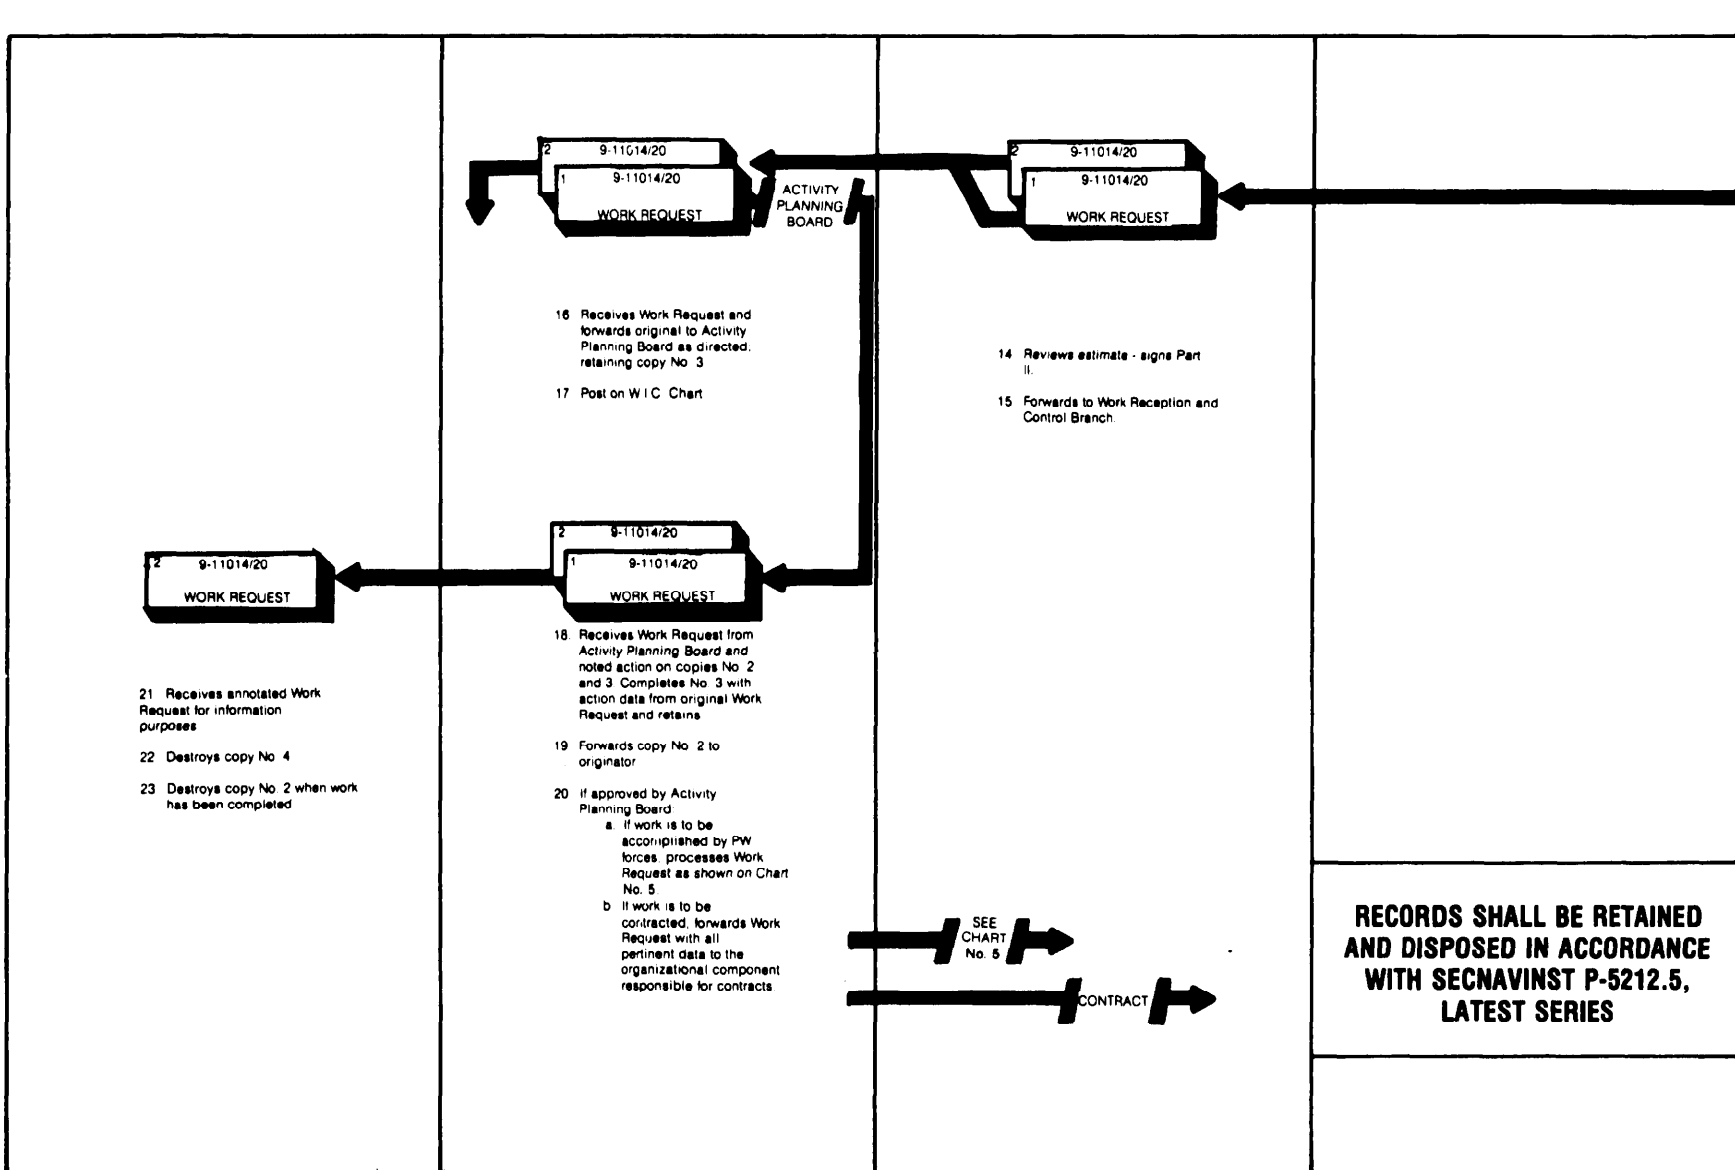 2 9-11014/20
1 9-11014/20
WORK REQUEST
ACTIVITY
PLANNING
BOARD
2 9-11014/20
1 9-11014/20
WORK REQUEST
16 Receives Work Request and
forwards original to Activity
Planning Board as directed,
retaining copy No 3
17 Post on W I C Chart
14 Reviews estimate - signs Part
II.
15 Forwards to Work Reception and
Control Branch.
2 9-11014/20
WORK REQUEST
2 9-11014/20
1 9-11014/20
WORK REQUEST
21 Receives annotated Work
Request for information
purposes
22 Destroys copy No 4
23 Destroys copy No. 2 when work
has been completed
18. Receives Work Request from
Activity Planning Board and
noted action on copies No 2
and 3. Completes No. 3 with
action data from original Work
Request and retains
19 Forwards copy No 2 to
originator
20 If approved by Activity
Planning Board:
a. If work is to be
accomplished by PW
forces, processes Work
Request as shown on Chart
No. 5
b If work is to be
contracted, forwards Work
Request with all
pertinent data to the
organizational component
responsible for contracts
SEE
CHART
No. 5
CONTRACT
RECORDS SHALL BE RETAINED
AND DISPOSED IN ACCORDANCE
WITH SECNAVINST P-5212.5,
LATEST SERIES